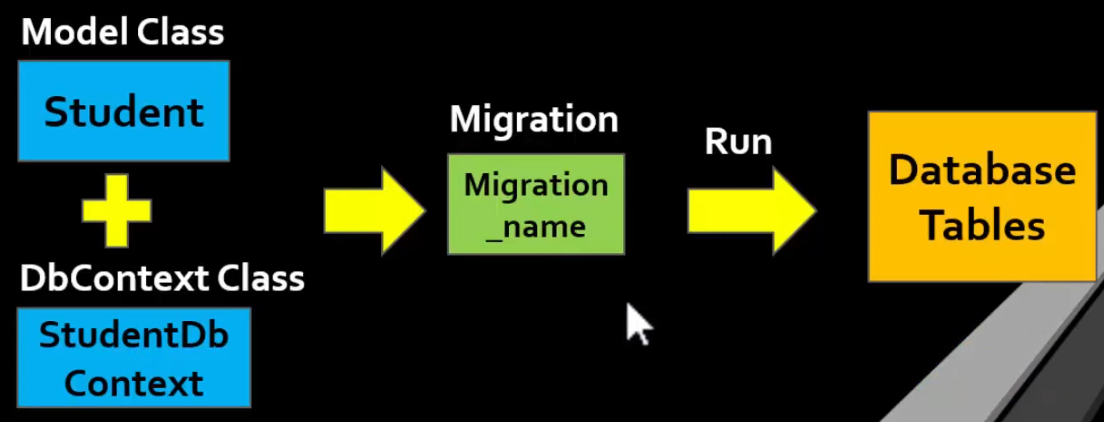 Model Class
Student
DbContext Class
StudentDb
Context
Migration
Migration
_name
Run
Database
Tables